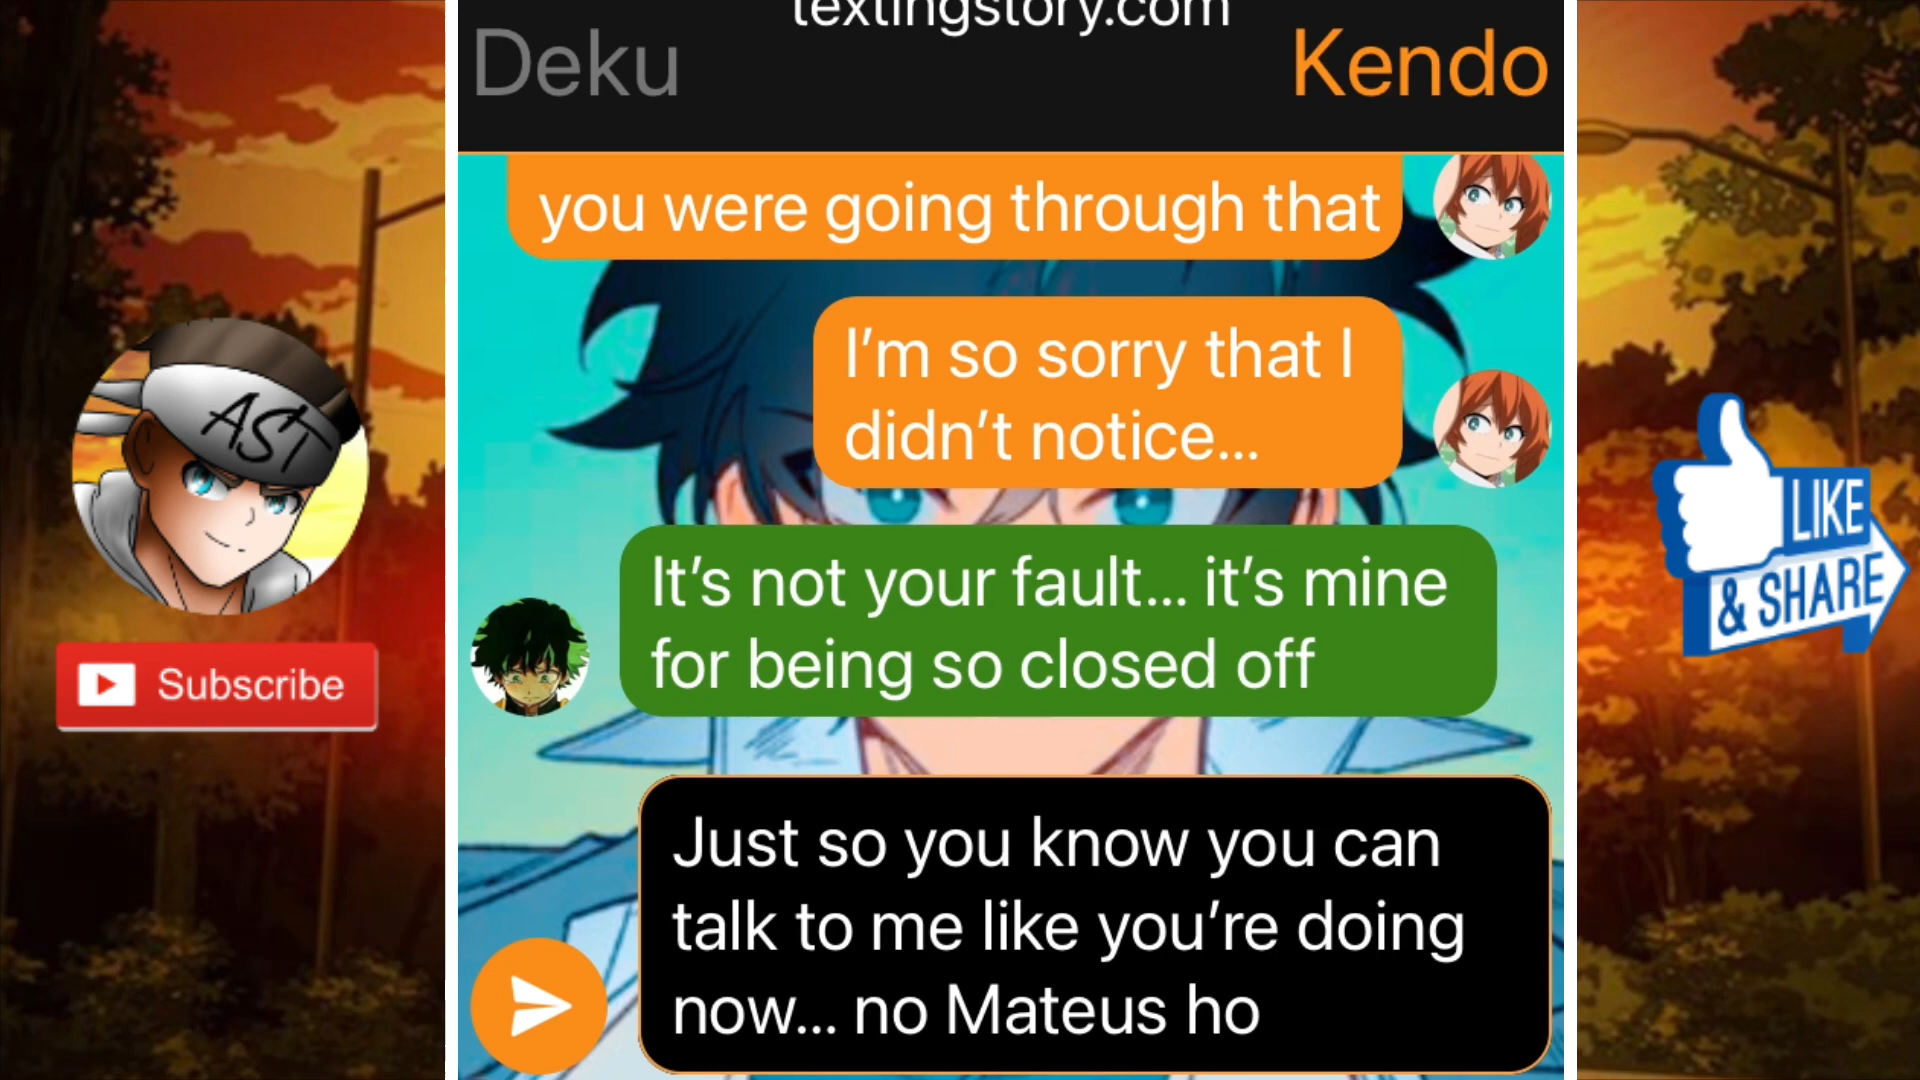 textingstory.com
Deku
Kendo
you were going through that
I'm so sorry that I
didn't notice...
It's not your fault... it's mine
for being so closed off
Just so you know you can
talk to me like you're doing
now... no Mateus ho
AST
Subscribe
LIKE
& SHARE